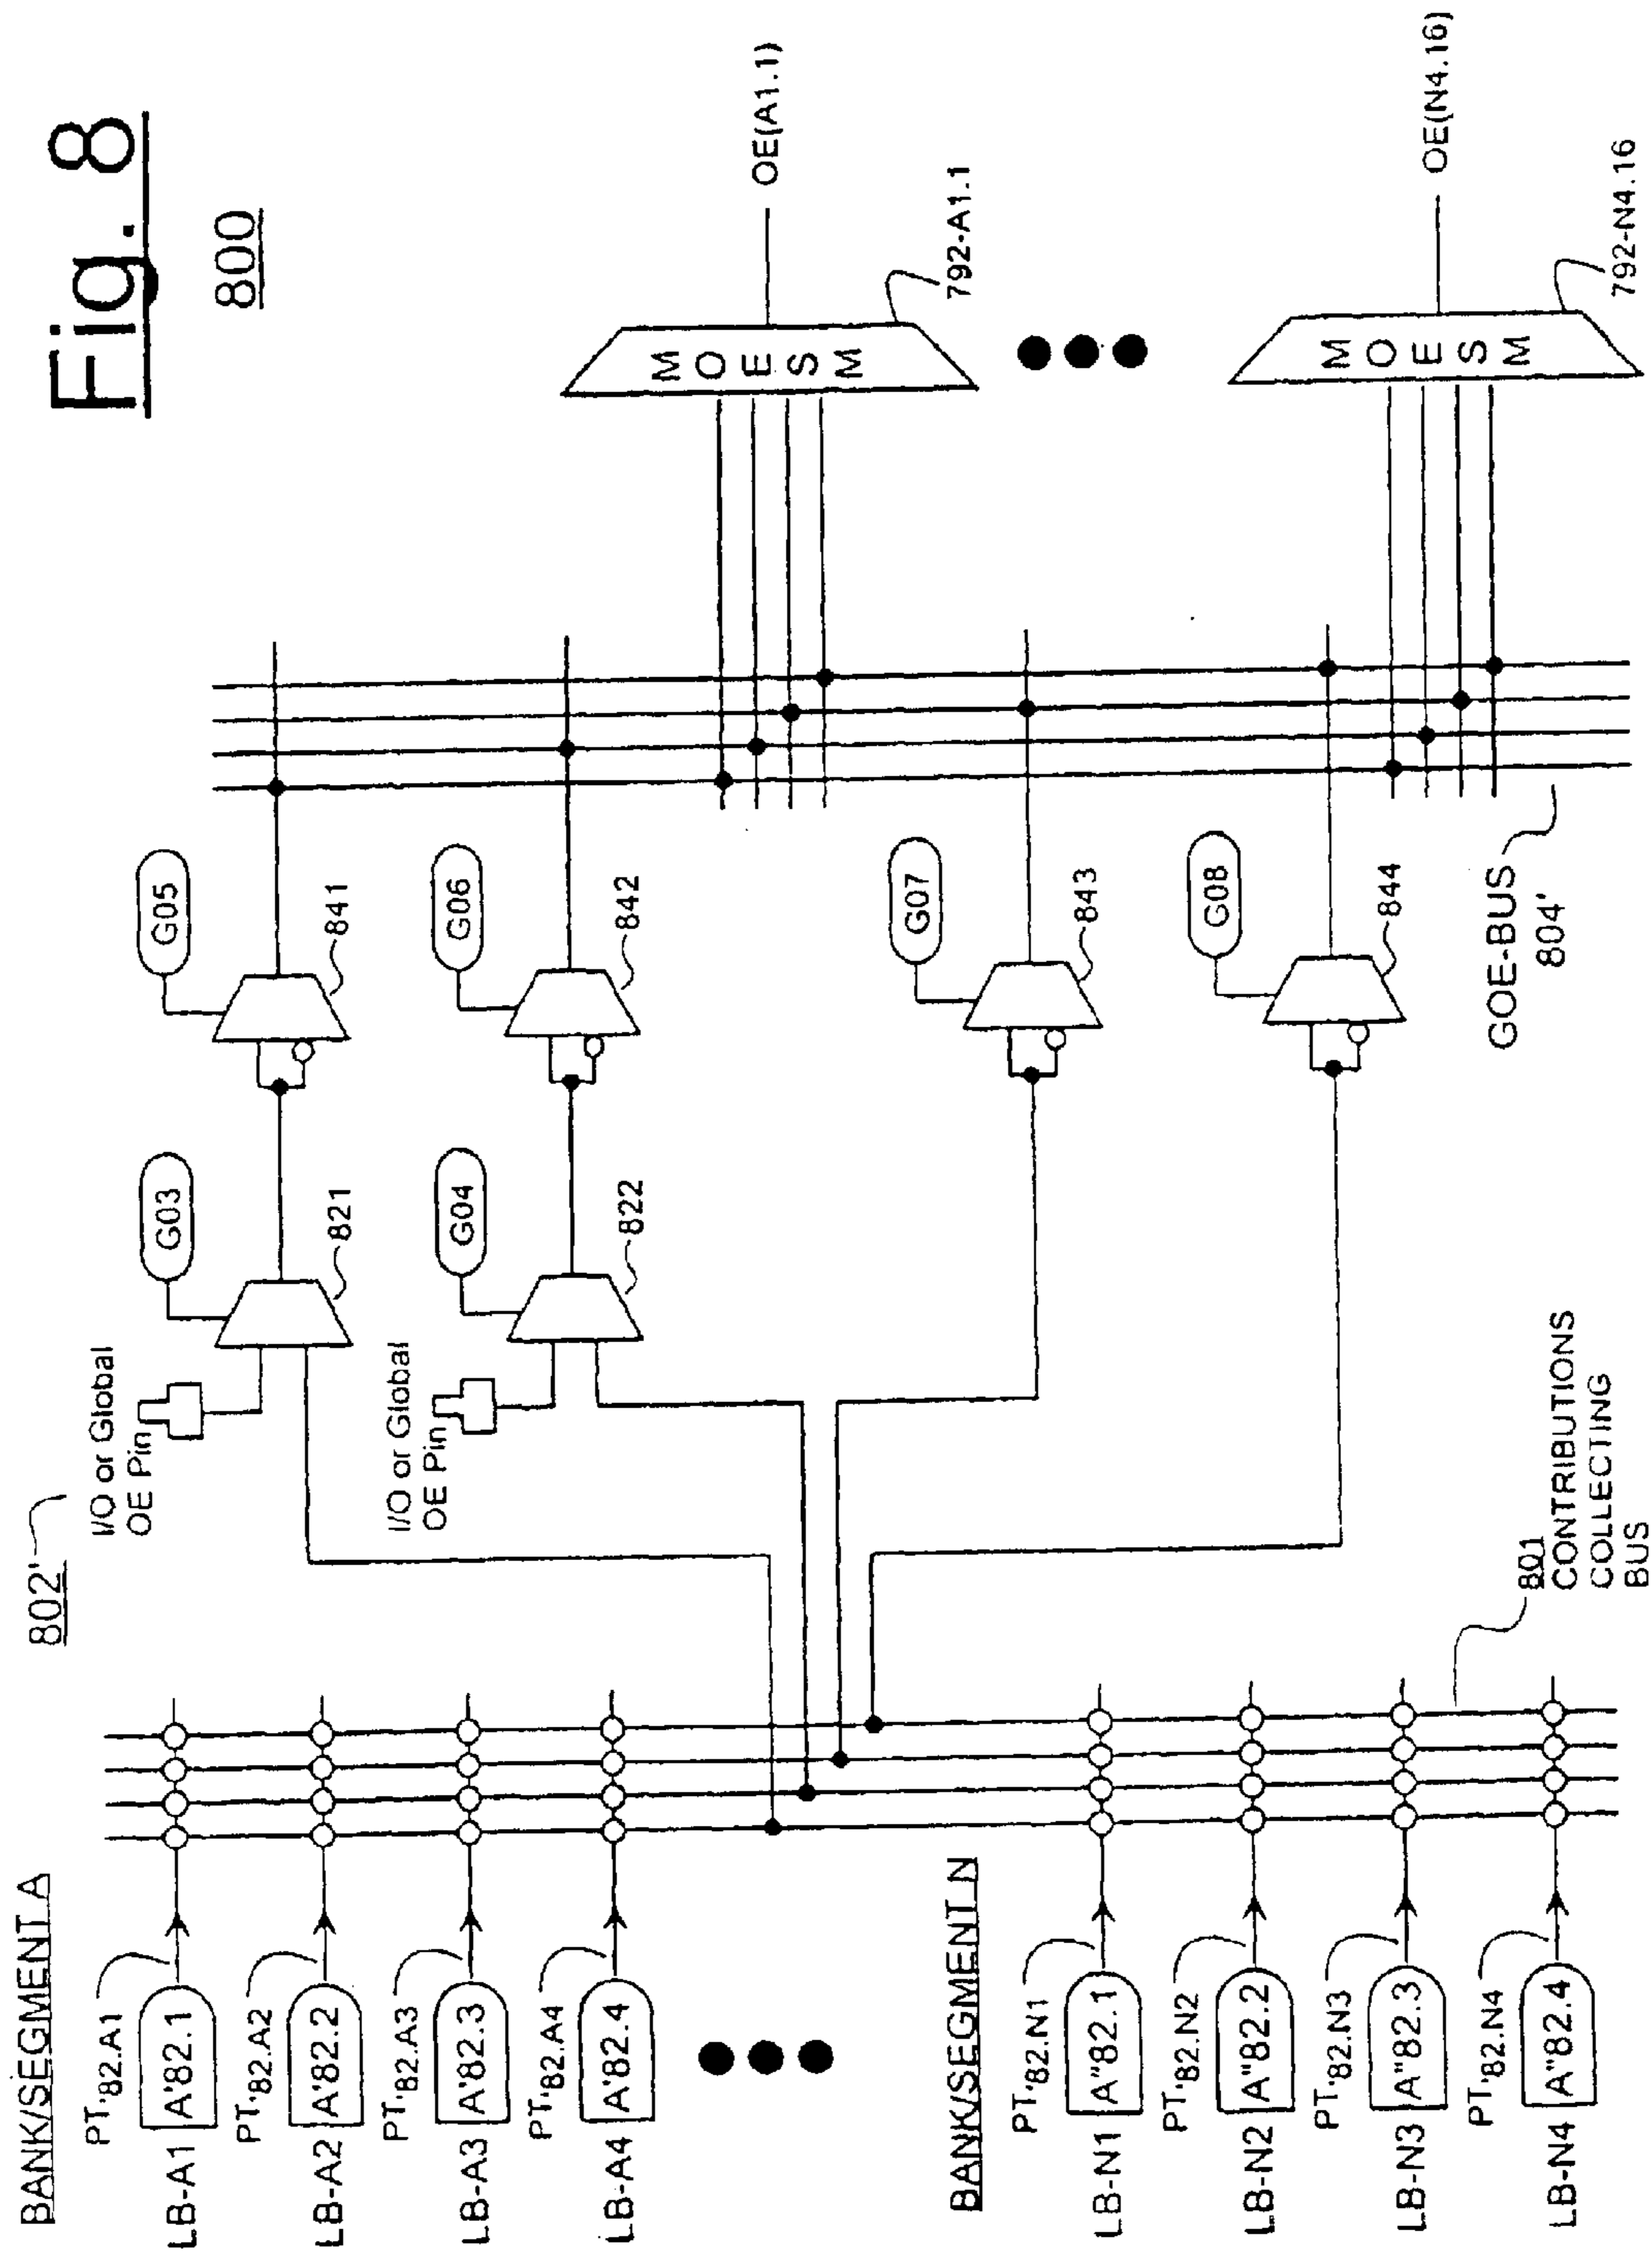 Fig. 8
800
802'
BANK/SEGMENT A
PT'82.A1
LB-A1
A'82.1
PT'82.A2
LB-A2
A'82.2
PT'82.A3
LB-A3
A'82.3
PT'82.A4
LB-A4
A'82.4
BANK/SEGMENT N
PT'82.N1
LB-N1
A"82.1
PT'82.N2
LB-N2
A"82.2
PT'82.N3
LB-N3
A"82.3
PT'82.N4
LB-N4
A"82.4
801
CONTRIBUTIONS
COLLECTING
BUS
I/O or Global
OE Pin
G03
821
I/O or Global
OE Pin
G04
822
G05
841
G06
842
G07
843
G08
844
GOE-BUS
804'
MOESM
OE(A1.1)
792-A1.1
MOESM
OE(N4.16)
792-N4.16